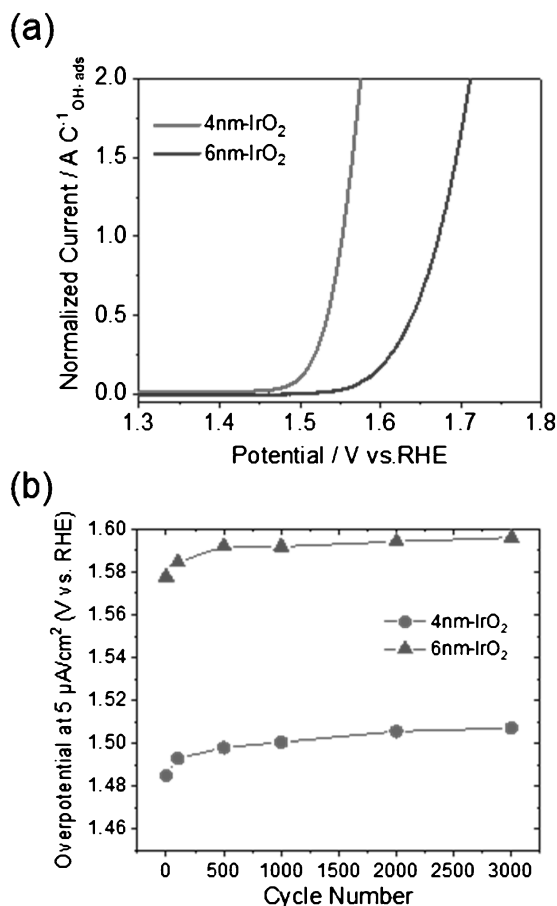 (a)
Normalized Current / A C⁻¹OH-ads
2.0
1.5
1.0
0.5
0.0
4nm-IrO₂
6nm-IrO₂
1.3 1.4 1.5 1.6 1.7 1.8
Potential / V vs.RHE
(b)
Overpotential at 5 µA/cm² (V vs. RHE)
1.60
1.58
1.56
1.54
1.52
1.50
1.48
1.46
4nm-IrO₂
6nm-IrO₂
0 500 1000 1500 2000 2500 3000
Cycle Number